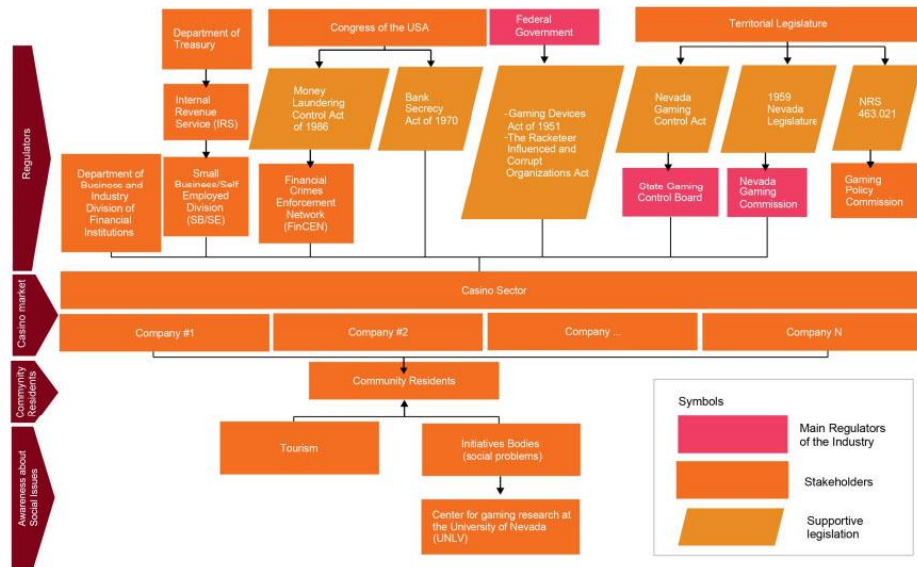 Regulators
Department of
Treasury
Congress of the USA
Federal
Government
Territorial Legislature
Internal
Revenue
Service (IRS)
Money
Laundering
Control Act
of 1986
Bank
Secrecy
Act of 1970
-Gaming Devices
Act of 1951
-The Racketeer
Influenced and
Corrupt
Organizations Act
Nevada
Gaming
Control Act
1959
Nevada
Legislature
NRS
463.021
Department of
Business and
Industry
Division of
Financial
Institutions
Small
Business/Self
Employed
Division
(SB/SE)
Financial
Crimes
Enforcement
Network
(FinCEN)
State Gaming
Control Board
Nevada
Gaming
Commission
Gaming
Policy
Commission
Casino market
Casino Sector
Company #1
Company #2
Company ...
Company N
Commynity
Residents
Community Residents
Awareness about
Social Issues
Tourism
Initiatives Bodies
(social problems)
Center for gaming research at
the University of Nevada
(UNLV)
Symbols
Main Regulators
of the Industry
Stakeholders
Supportive
legislation